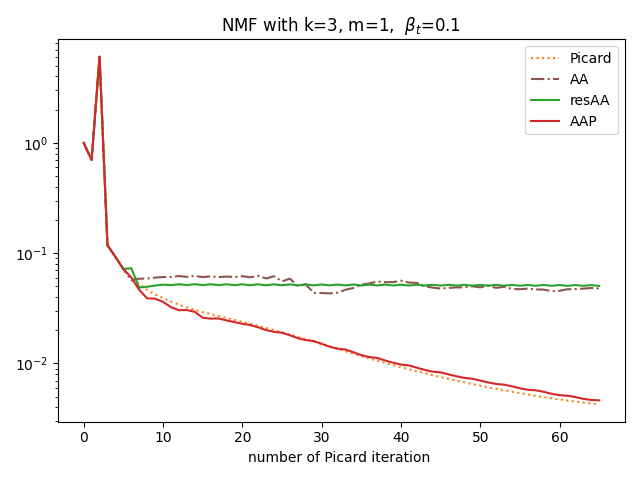 NMF with k=3, m=1, βt=0.1
Picard
AA
resAA
AAP
10^0
10^-1
10^-2
0 10 20 30 40 50 60
number of Picard iteration